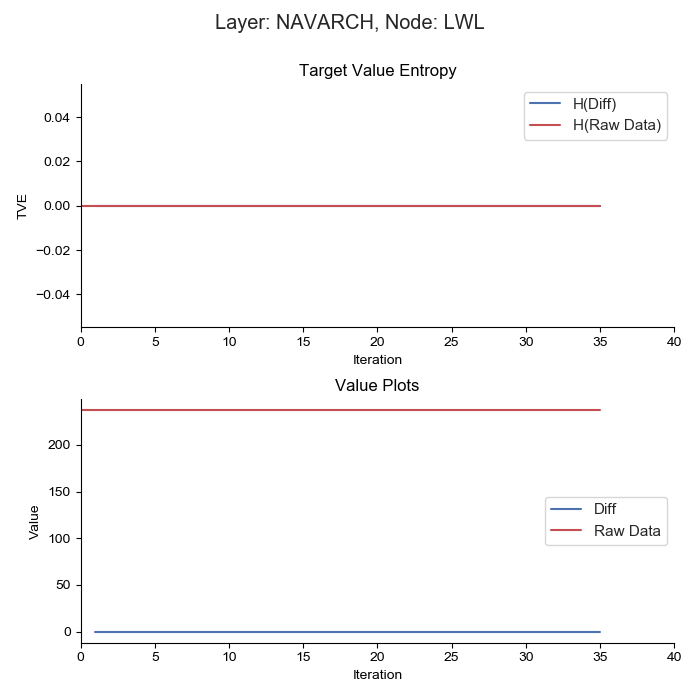 Layer: NAVARCH, Node: LWL
Target Value Entropy
H(Diff)
H(Raw Data)
0.04
0.02
0.00
−0.02
−0.04
TVE
0 5 10 15 20 25 30 35 40
Iteration
Value Plots
200
150
100
50
0
Value
Diff
Raw Data
0 5 10 15 20 25 30 35 40
Iteration